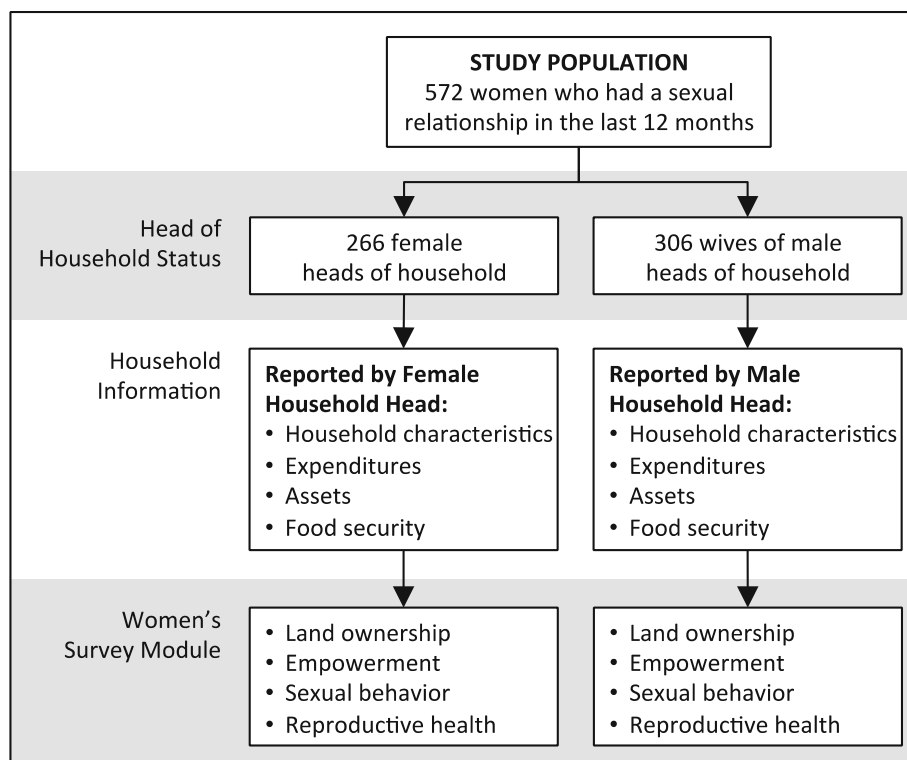 STUDY POPULATION
572 women who had a sexual
relationship in the last 12 months
Head of
Household Status
266 female
heads of household
306 wives of male
heads of household
Household
Information
Reported by Female
Household Head:
• Household characteristics
• Expenditures
• Assets
• Food security
Reported by Male
Household Head:
• Household characteristics
• Expenditures
• Assets
• Food security
Women's
Survey Module
• Land ownership
• Empowerment
• Sexual behavior
• Reproductive health
• Land ownership
• Empowerment
• Sexual behavior
• Reproductive health